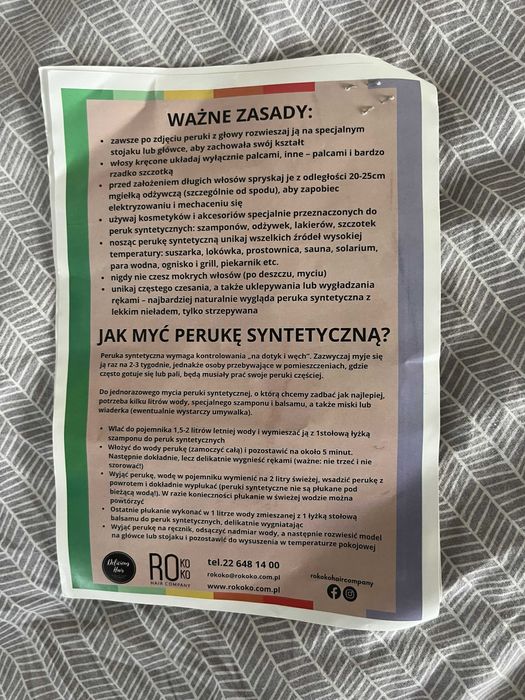 WAŻNE ZASADY:
• zawsze po zdjęciu peruki z głowy rozwieszaj ją na specjalnym
stojaku lub główce, aby zachowała swój kształt
• włosy kręcone układaj wyłącznie palcami, inne – palcami i bardzo
rzadko szczotką
• przed założeniem długich włosów spryskaj je z odległości 20-25cm
mgiełką odżywczą (szczególnie od spodu), aby zapobiec
elektryzowaniu i mechaceniu się
• używaj kosmetyków i akcesoriów specjalnie przeznaczonych do
peruk syntetycznych: szamponów, odżywek, lakierów, szczotek
• nosząc perukę syntetyczną unikaj wszelkich źródeł wysokiej
temperatury: suszarka, lokówka, prostownica, sauna, solarium,
para wodna, ognisko i grill, piekarnik etc.
• nigdy nie czesz mokrych włosów (po deszczu, myciu)
• unikaj częstego czesania, a także uklepywania lub wygładzania
rękami – najbardziej naturalnie wygląda peruka syntetyczna z
lekkim nieładem, tylko strzepywana
JAK MYĆ PERUKĘ SYNTETYCZNĄ?
Peruka syntetyczna wymaga kontrolowania „na dotyk i węch”. Zazwyczaj myje się
ją raz na 2-3 tygodnie, jednakże osoby przebywające w pomieszczeniach, gdzie
często gotuje się lub pali, będą musiały prać swoje peruki częściej.
Do jednorazowego mycia peruki syntetycznej, o którą chcemy zadbać jak najlepiej,
potrzeba kilku litrów wody, specjalnego szamponu i balsamu, a także miski lub
wiaderka (ewentualnie wystarczy umywalka).
• Wlać do pojemnika 1,5-2 litrów letniej wody i wymieszać ją z 1stołową łyżką
szamponu do peruk syntetycznych
• Włożyć do wody perukę (zamoczyć całą) i pozostawić na około 5 minut.
Następnie dokładnie, lecz delikatnie wygnieść rękami (ważne: nie trzeć i nie
szorować!)
• Wyjąć perukę, wodę w pojemniku wymienić na 2 litry świeżej, wsadzić perukę z
powrotem i dokładnie wypłukać (peruki syntetyczne nie są płukane pod
bieżącą wodą!). W razie konieczności płukanie w świeżej wodzie można
powtórzyć
• Ostatnie płukanie wykonać w 1 litrze wody zmieszanej z 1 łyżką stołową
balsamu do peruk syntetycznych, delikatnie wygniatając
• Wyjąć perukę na ręcznik, odsączyć nadmiar wody, a następnie rozwiesić model
na główce lub stojaku i pozostawić do wysuszenia w temperaturze pokojowej
Delicious
Hair
ROKOKO
HAIR COMPANY
tel.22 648 14 00
rokoko@rokoko.com.pl
www.rokoko.com.pl
rokokohaircompany